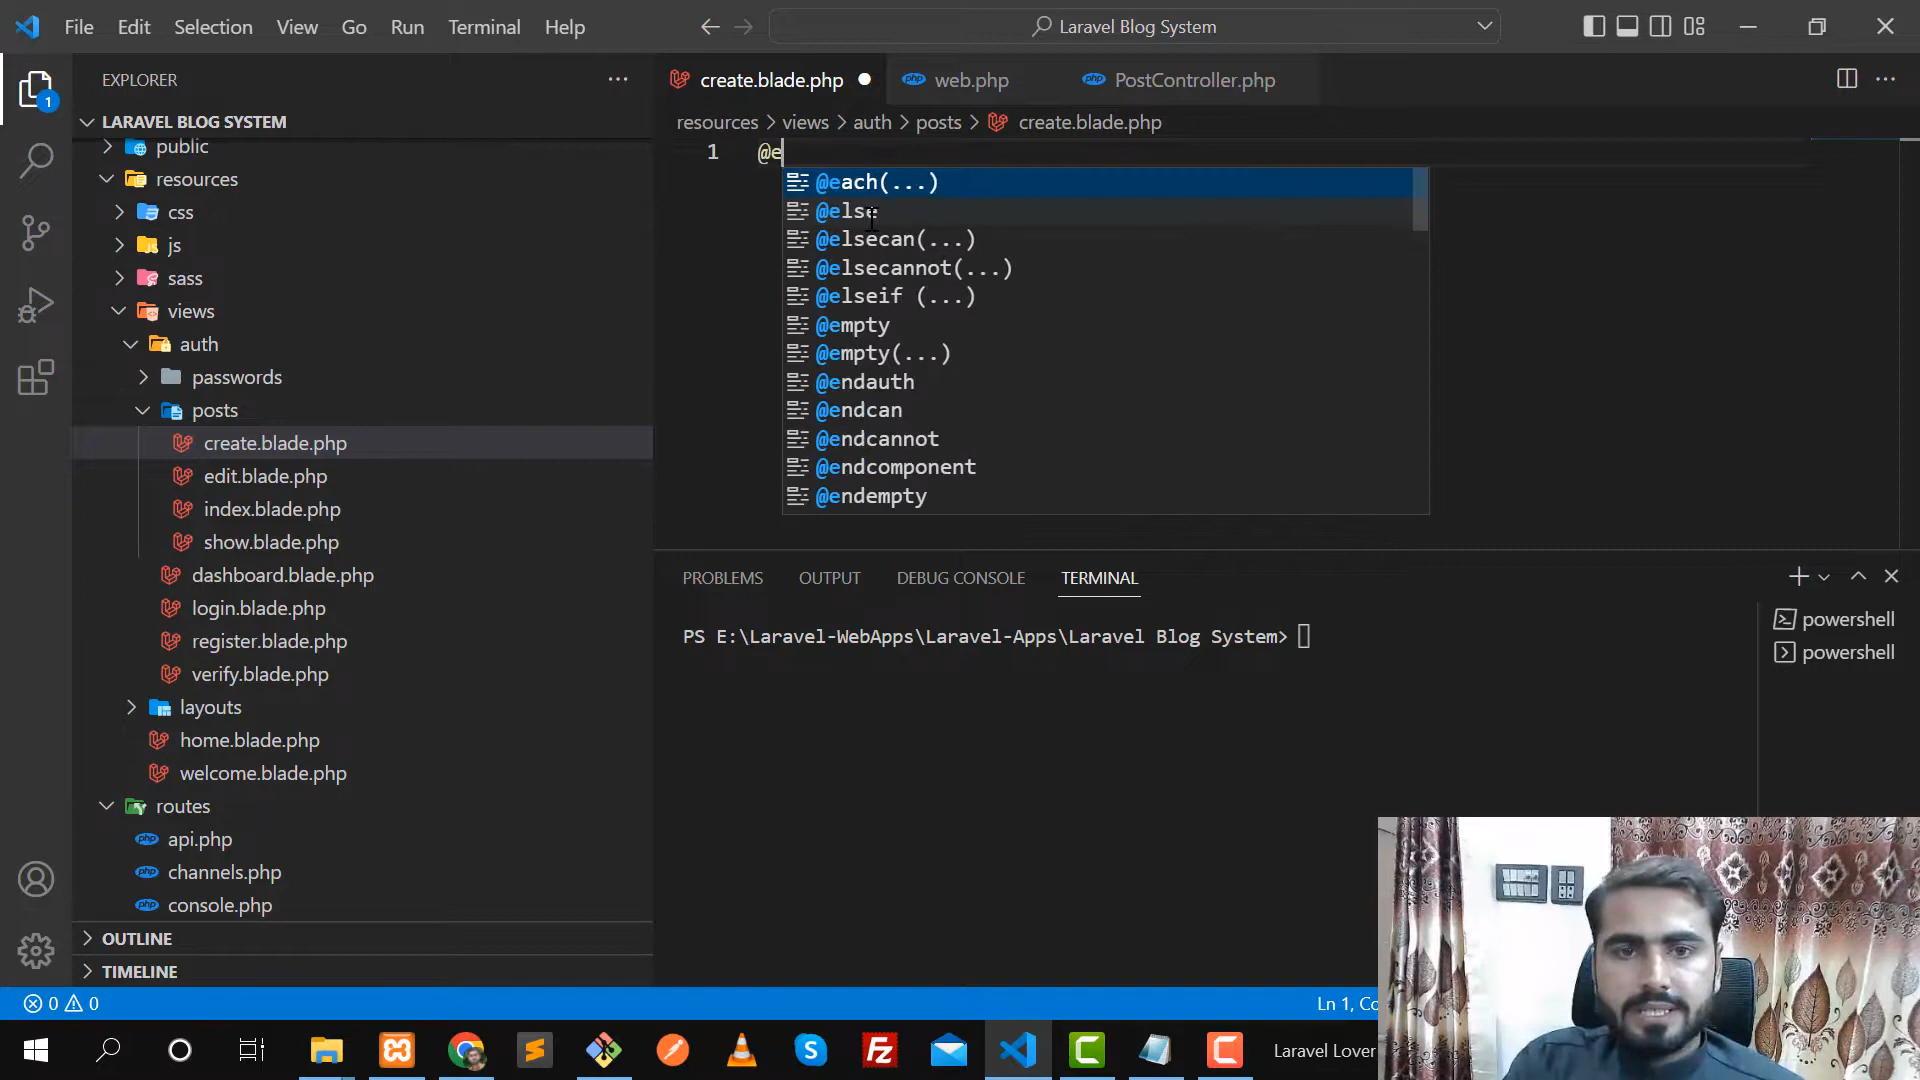 File Edit Selection View Go Run Terminal Help
Laravel Blog System
EXPLORER
1
LARAVEL BLOG SYSTEM
public
resources
css
js
sass
views
auth
passwords
posts
create.blade.php
edit.blade.php
index.blade.php
show.blade.php
dashboard.blade.php
login.blade.php
register.blade.php
verify.blade.php
layouts
home.blade.php
welcome.blade.php
routes
api.php
channels.php
console.php
OUTLINE
TIMELINE
create.blade.php web.php PostController.php
resources > views > auth > posts > create.blade.php
1 @e
@each(...)
@else
@elsecan(...)
@elsecannot(...)
@elseif (...)
@empty
@empty(...)
@endauth
@endcan
@endcannot
@endcomponent
@endempty
PROBLEMS OUTPUT DEBUG CONSOLE TERMINAL
PS E:\Laravel-WebApps\Laravel-Apps\Laravel Blog System>
powershell
powershell
0 0
Ln 1, Co
Laravel Lover